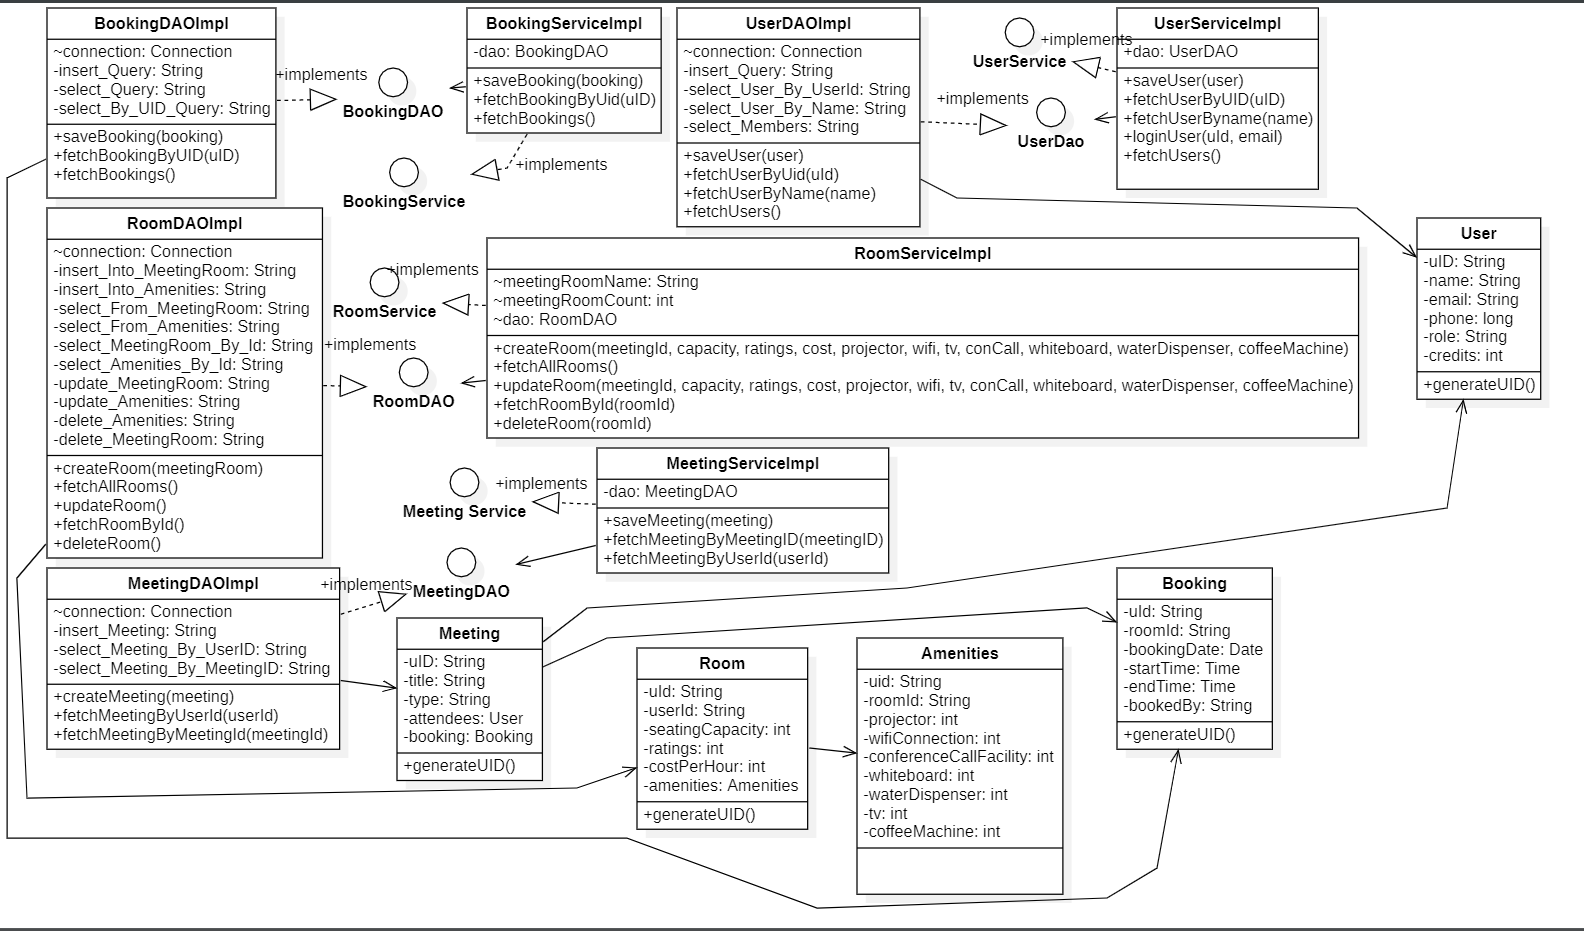 BookingDAOImpl
~connection: Connection
-insert_Query: String
-select_Query: String
-select_By_UID_Query: String
+saveBooking(booking)
+fetchBookingByUID(uID)
+fetchBookings()
+implements
BookingDAO
BookingServiceImpl
-dao: BookingDAO
+saveBooking(booking)
+fetchBookingByUid(uID)
+fetchBookings()
+implements
BookingService
UserDAOImpl
~connection: Connection
-insert_Query: String
-select_User_By_UserId: String
-select_User_By_Name: String
-select_Members: String
+saveUser(user)
+fetchUserByUid(uId)
+fetchUserByName(name)
+fetchUsers()
+implements
UserService
+implements
UserDao
UserServiceImpl
+dao: UserDAO
+saveUser(user)
+fetchUserByUID(uID)
+fetchUserByname(name)
+loginUser(uId, email)
+fetchUsers()
RoomDAOImpl
~connection: Connection
-insert_Into_MeetingRoom: String
-insert_Into_Amenities: String
-select_From_MeetingRoom: String
-select_From_Amenities: String
-select_MeetingRoom_By_Id: String
-select_Amenities_By_Id: String
-update_MeetingRoom: String
-update_Amenities: String
-delete_Amenities: String
-delete_MeetingRoom: String
+createRoom(meetingRoom)
+fetchAllRooms()
+updateRoom()
+fetchRoomById()
+deleteRoom()
+implements
RoomService
+implements
RoomDAO
RoomServiceImpl
~meetingRoomName: String
~meetingRoomCount: int
~dao: RoomDAO
+createRoom(meetingId, capacity, ratings, cost, projector, wifi, tv, conCall, whiteboard, waterDispenser, coffeeMachine)
+fetchAllRooms()
+updateRoom(meetingId, capacity, ratings, cost, projector, wifi, tv, conCall, whiteboard, waterDispenser, coffeeMachine)
+fetchRoomById(roomId)
+deleteRoom(roomId)
User
-uID: String
-name: String
-email: String
-phone: long
-role: String
-credits: int
+generateUID()
+implements
Meeting Service
MeetingServiceImpl
-dao: MeetingDAO
+saveMeeting(meeting)
+fetchMeetingByMeetingID(meetingID)
+fetchMeetingByUserId(userId)
MeetingDAOImpl
~connection: Connection
-insert_Meeting: String
-select_Meeting_By_UserID: String
-select_Meeting_By_MeetingID: String
+createMeeting(meeting)
+fetchMeetingByUserId(userId)
+fetchMeetingByMeetingId(meetingId)
+implements
MeetingDAO
Meeting
-uID: String
-title: String
-type: String
-attendees: User
-booking: Booking
+generateUID()
Room
-uId: String
-userId: String
-seatingCapacity: int
-ratings: int
-costPerHour: int
-amenities: Amenities
+generateUID()
Amenities
-uid: String
-roomId: String
-projector: int
-wifiConnection: int
-conferenceCallFacility: int
-whiteboard: int
-waterDispenser: int
-tv: int
-coffeeMachine: int
Booking
-uId: String
-roomId: String
-bookingDate: Date
-startTime: Time
-endTime: Time
-bookedBy: String
+generateUID()